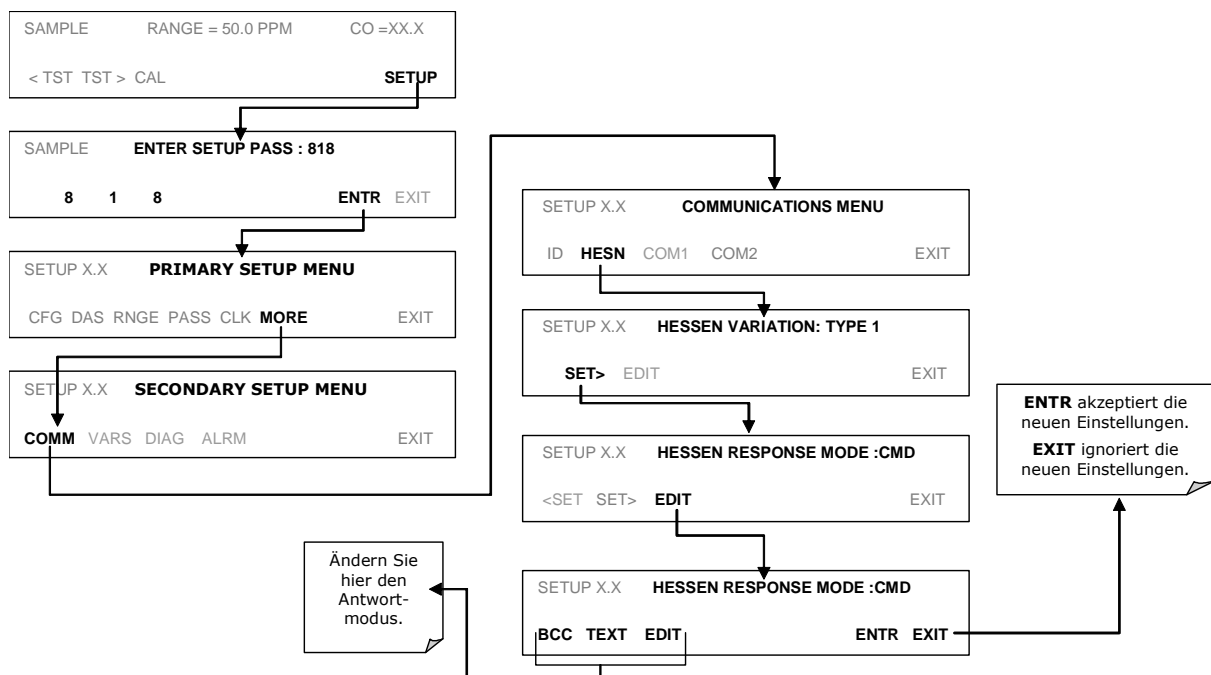 SAMPLE RANGE = 50.0 PPM CO =XX.X
< TST TST > CAL SETUP
SAMPLE ENTER SETUP PASS : 818
8 1 8 ENTR EXIT
SETUP X.X PRIMARY SETUP MENU
CFG DAS RNGE PASS CLK MORE EXIT
SETUP X.X SECONDARY SETUP MENU
COMM VARS DIAG ALRM EXIT
SETUP X.X COMMUNICATIONS MENU
ID HESN COM1 COM2 EXIT
SETUP X.X HESSEN VARIATION: TYPE 1
SET> EDIT EXIT
SETUP X.X HESSEN RESPONSE MODE :CMD
<SET SET> EDIT EXIT
SETUP X.X HESSEN RESPONSE MODE :CMD
BCC TEXT EDIT ENTR EXIT
ENTR akzeptiert die
neuen Einstellungen.
EXIT ignoriert die
neuen Einstellungen.
Ändern Sie
hier den
Antwort-
modus.